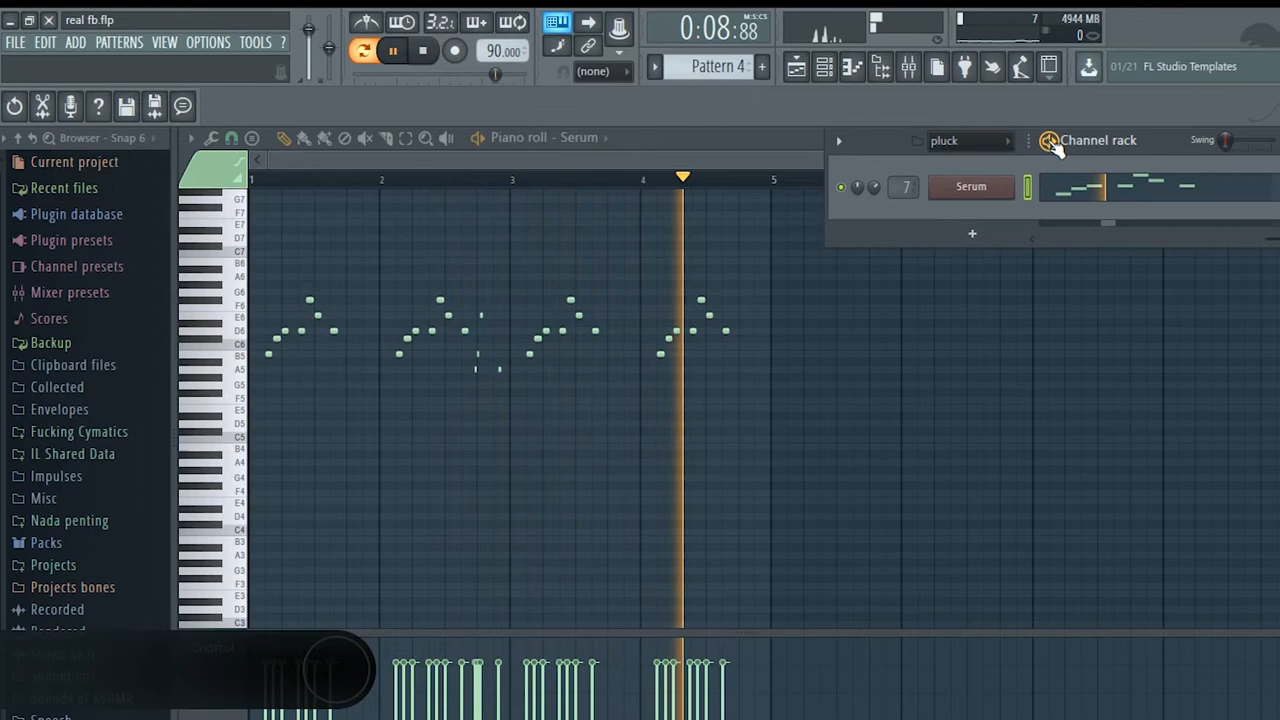 real fb.flp
FILE EDIT ADD PATTERNS VIEW OPTIONS TOOLS ?
3.2
90.000
0:08:88
M:S:CS
7
4944 MB
0
(none)
Pattern 4
01/21 FL Studio Templates
Browser - Snap 6
Piano roll - Serum
pluck
Channel rack
Swing
7
Serum
1 2 3 4 5
Current project
Recent files
Plugin database
Plugin presets
Channel presets
Mixer presets
Scores
Backup
Clipboard files
Collected
Envelopes
Fucking Cymatics
IL Shared Data
Impulses
Misc
Nada penting
Packs
Projects
Projects bones
Recorded
Rendered
Speech
G7
F7
E7
D7
C7
B6
A6
G6
F6
E6
D6
C6
B5
A5
G5
F5
E5
D5
C5
B4
A4
G4
F4
E4
D4
C4
B3
A3
G3
F3
E3
D3
C3
Control